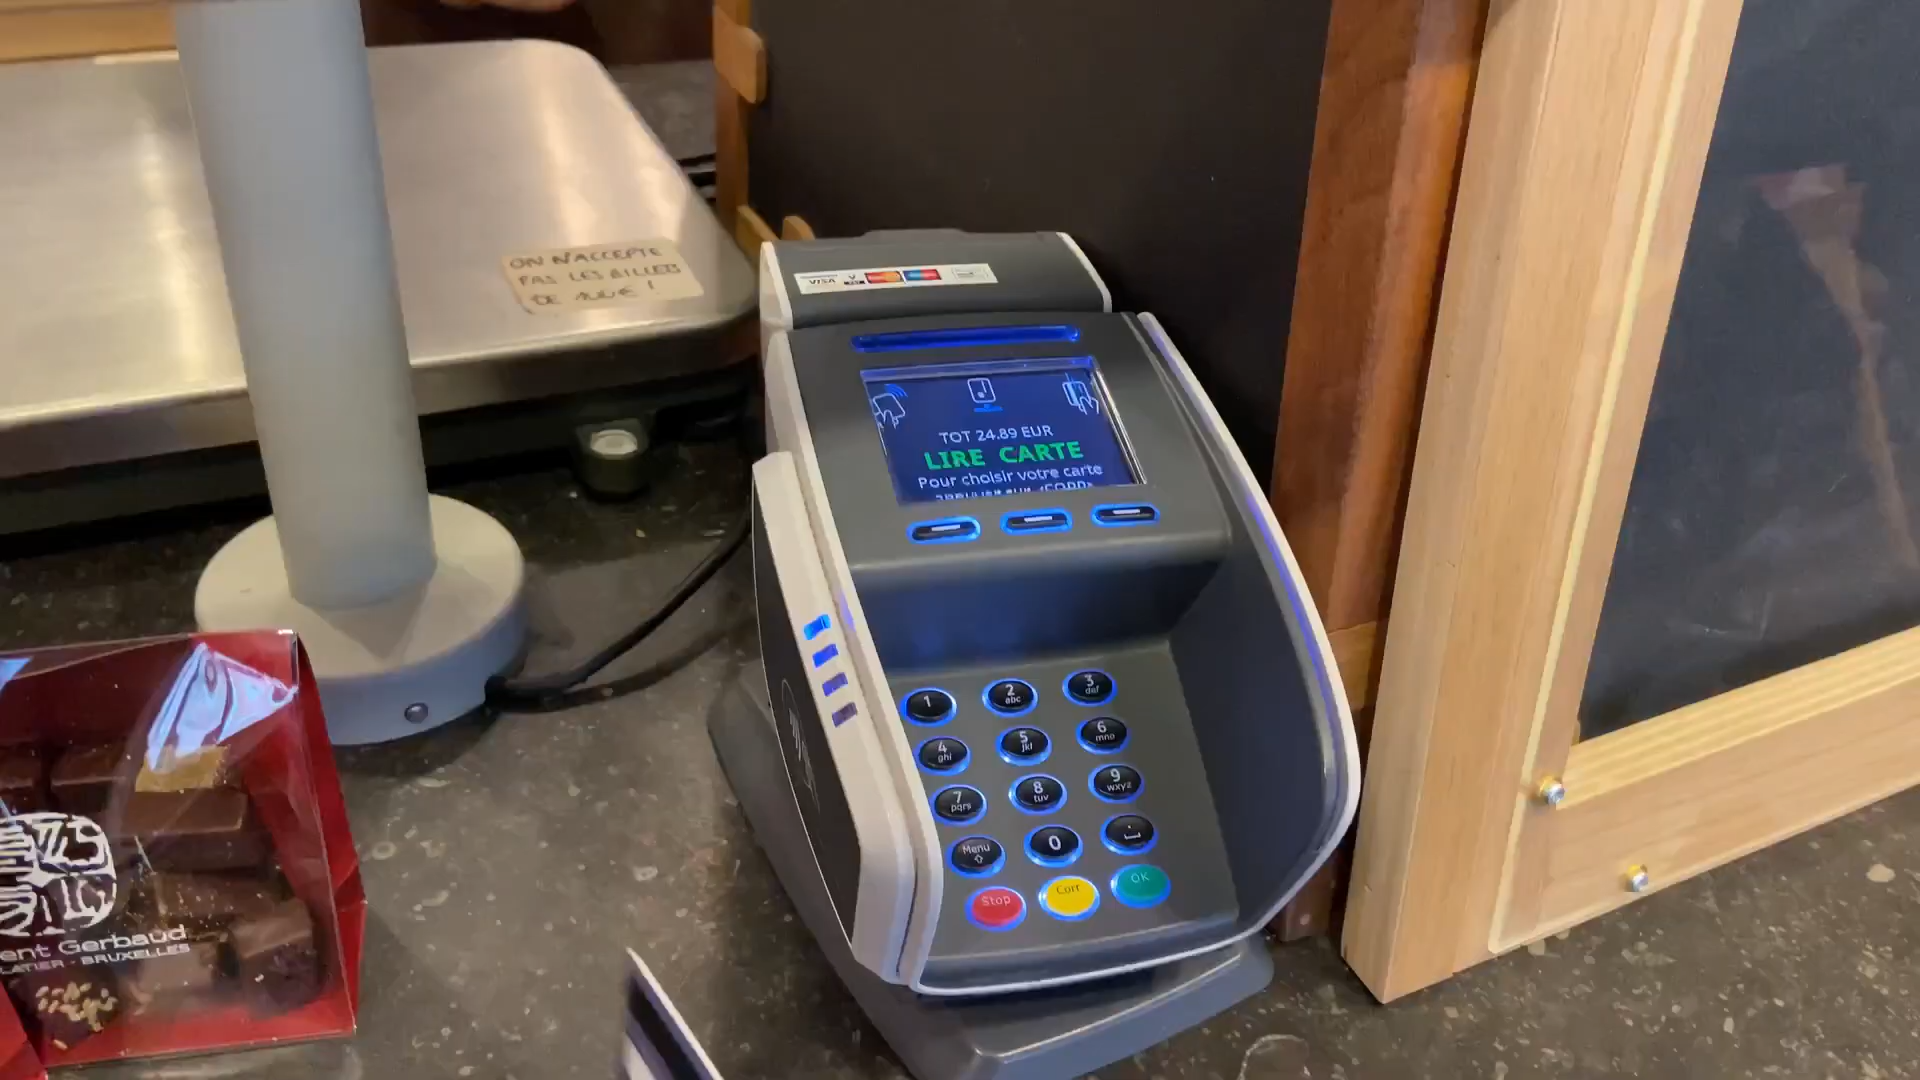 ON N'ACCEPTE
PAS LES BILLETS
DE 100€!
VISA
TOT 24.89 EUR
LIRE CARTE
Pour choisir votre carte
1
2 abc
3 def
4 ghi
5 jkl
6 mno
7 pqrs
8 tuv
9 wxyz
Menu
0
Stop
Corr
OK
ent Gerbaud
LATIER - BRUXELLES